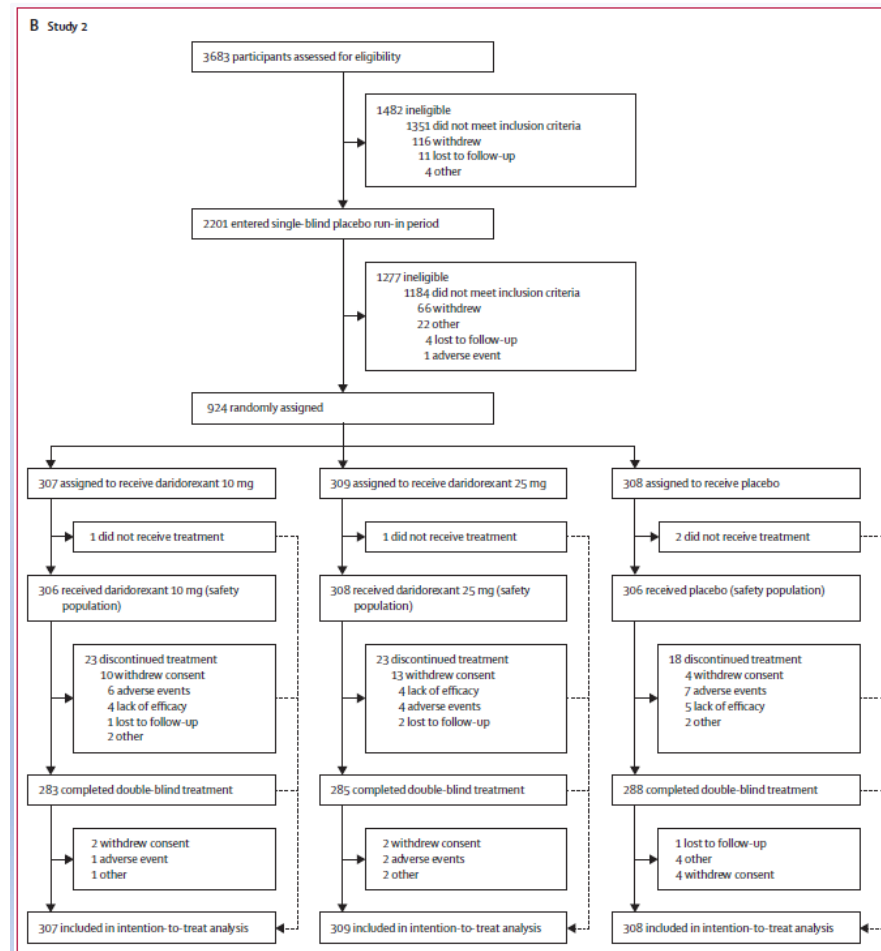 B Study 2
3683 participants assessed for eligibility
1482 ineligible
1351 did not meet inclusion criteria
116 withdrew
11 lost to follow-up
4 other
2201 entered single-blind placebo run-in period
1277 ineligible
1184 did not meet inclusion criteria
66 withdrew
22 other
4 lost to follow-up
1 adverse event
924 randomly assigned
307 assigned to receive daridorexant 10 mg
309 assigned to receive daridorexant 25 mg
308 assigned to receive placebo
1 did not receive treatment
1 did not receive treatment
2 did not receive treatment
306 received daridorexant 10 mg (safety
population)
308 received daridorexant 25 mg (safety
population)
306 received placebo (safety population)
23 discontinued treatment
10 withdrew consent
6 adverse events
4 lack of efficacy
1 lost to follow-up
2 other
23 discontinued treatment
13 withdrew consent
4 lack of efficacy
4 adverse events
2 lost to follow-up
18 discontinued treatment
4 withdrew consent
7 adverse events
5 lack of efficacy
2 other
283 completed double-blind treatment
285 completed double-blind treatment
288 completed double-blind treatment
2 withdrew consent
1 adverse event
1 other
2 withdrew consent
2 adverse events
2 other
1 lost to follow-up
4 other
4 withdrew consent
307 included in intention-to-treat analysis
309 included in intention-to-treat analysis
308 included in intention-to-treat analysis